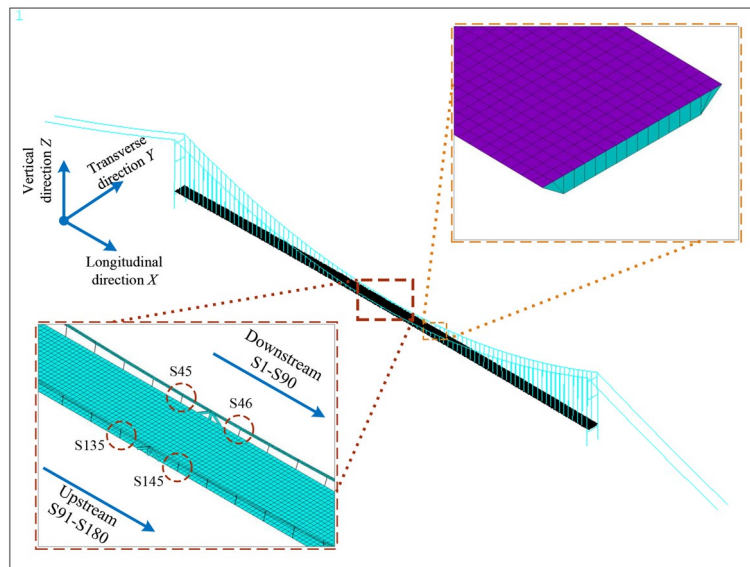 1
Vertical
direction Z
Transverse
direction Y
Longitudinal
direction X
Downstream
S1-S90
S45
S46
S135
S145
Upstream
S91-S180